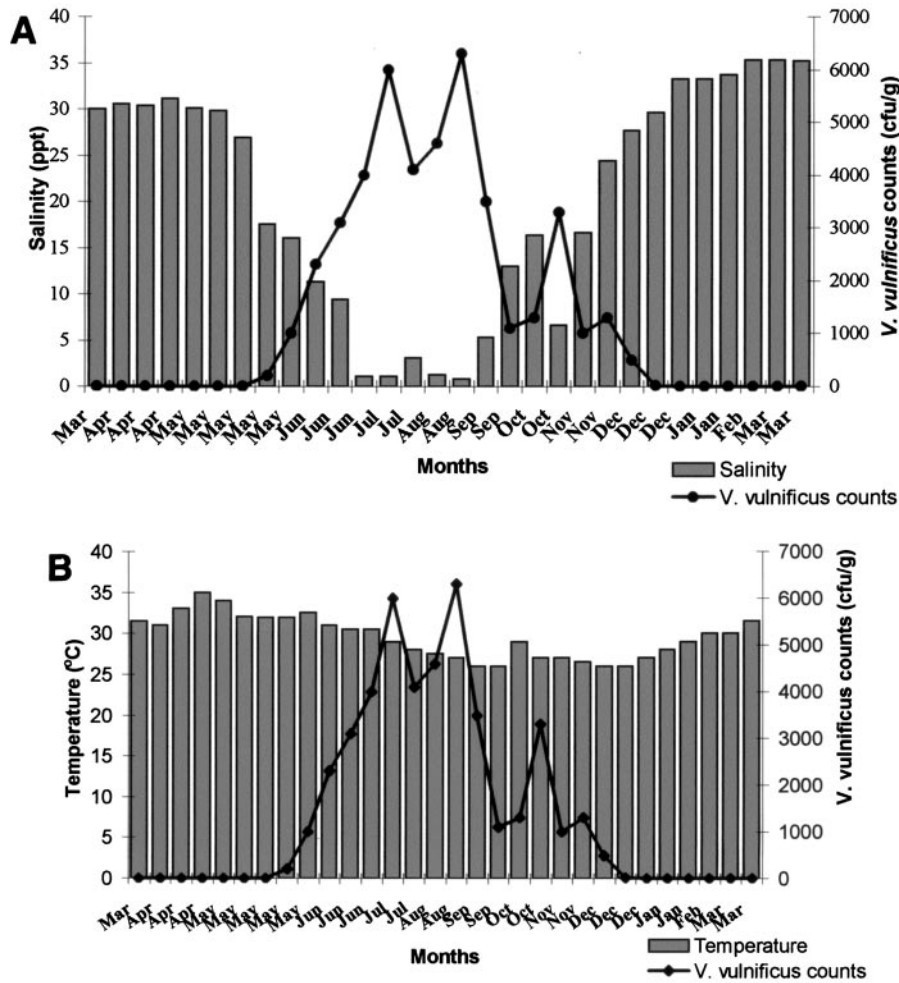 A
40
35
30
25
20
15
10
5
0
Salinity (ppt)
7000
6000
5000
4000
3000
2000
1000
0
V. vulnificus counts (cfu/g)
Mar Apr Apr Apr May May May May May Jun Jun Jun Jul Jul Aug Aug Sep Sep Oct Oct Nov Nov Dec Dec Dec Jan Jan Feb Mar Mar
Months
Salinity
V. vulnificus counts
B
40
35
30
25
20
15
10
5
0
Temperature (ºC)
7000
6000
5000
4000
3000
2000
1000
0
V. vulnificus counts (cfu/g)
Mar Apr Apr Apr May May May May May Jun Jun Jun Jul Jul Aug Aug Sep Sep Oct Oct Nov Nov Dec Dec Dec Jan Jan Feb Mar Mar
Months
Temperature
V. vulnificus counts